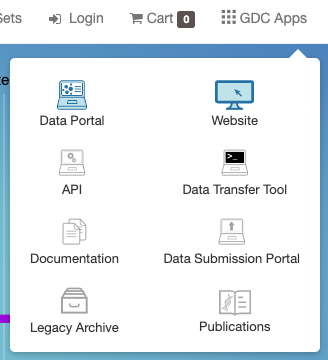 Sets Login Cart 0 GDC Apps
Data Portal Website
>_
API Data Transfer Tool
Documentation Data Submission Portal
Legacy Archive Publications